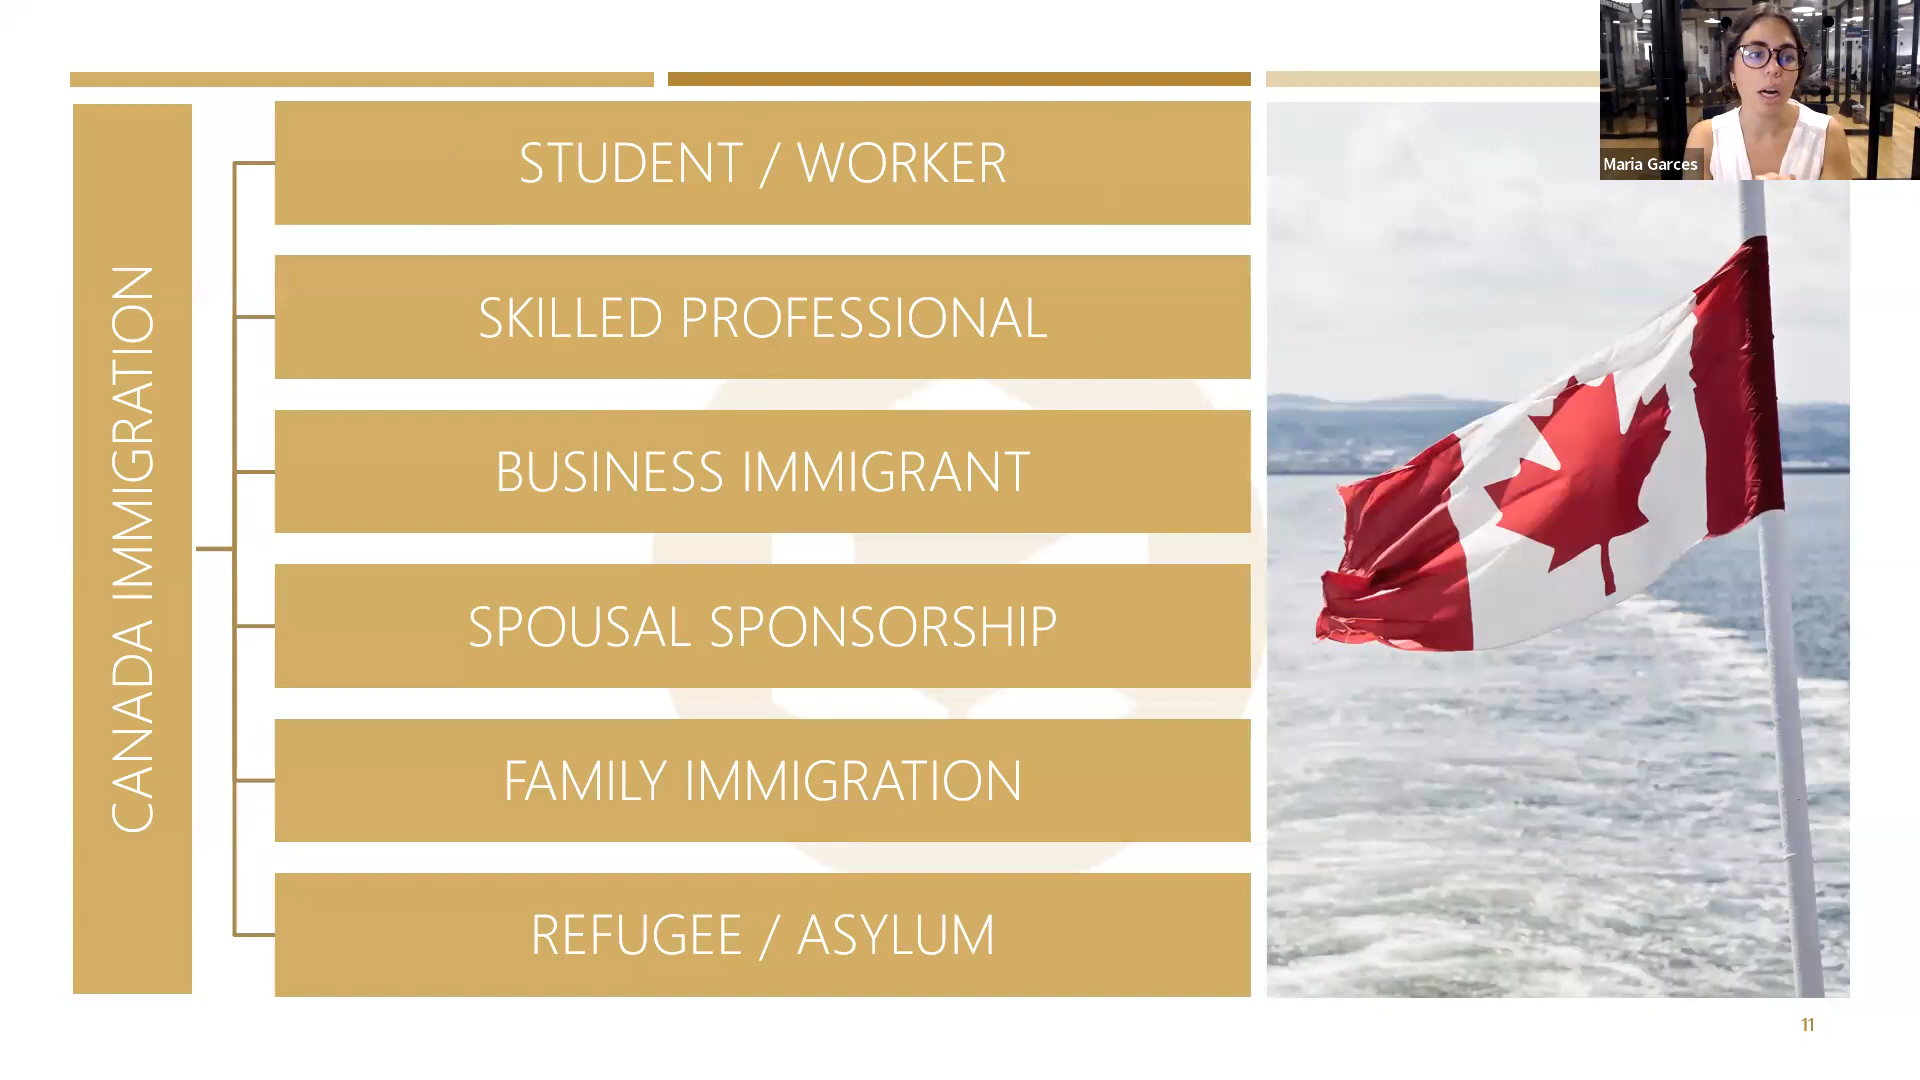 CANADA IMMIGRATION
STUDENT / WORKER
SKILLED PROFESSIONAL
BUSINESS IMMIGRANT
SPOUSAL SPONSORSHIP
FAMILY IMMIGRATION
REFUGEE / ASYLUM
Maria Garces
11